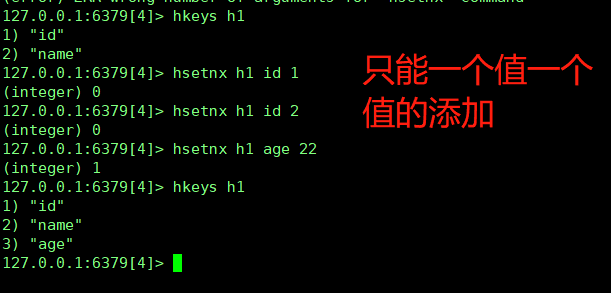 (error) ERR wrong number of arguments for 'hsetnx' command
127.0.0.1:6379[4]> hkeys h1
1) "id"
2) "name"
127.0.0.1:6379[4]> hsetnx h1 id 1
(integer) 0
127.0.0.1:6379[4]> hsetnx h1 id 2
(integer) 0
127.0.0.1:6379[4]> hsetnx h1 age 22
(integer) 1
127.0.0.1:6379[4]> hkeys h1
1) "id"
2) "name"
3) "age"
127.0.0.1:6379[4]>
只能一个值一个
值的添加